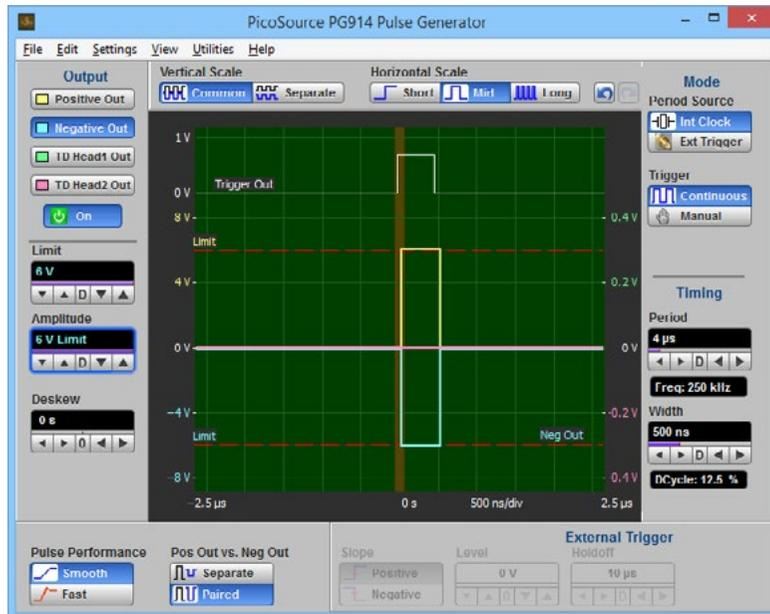 PicoSource PG914 Pulse Generator
File Edit Settings View Utilities Help
Output
Positive Out
Negative Out
TD Head1 Out
TD Head2 Out
On
Limit
6 V
D
Amplitude
6 V Limit
D
Deskew
0 s
0
Vertical Scale
Common
Separate
Horizontal Scale
Short
Mid
Long
1 V
Trigger Out
0 V
8 V
0.4 V
Limit
4 V
0.2 V
0 V
0 V
-4 V
-0.2 V
Limit
Neg Out
-8 V
-0.4 V
-2.5 µs
0 s
500 ns/div
2.5 µs
Mode
Period Source
Int Clock
Ext Trigger
Trigger
Continuous
Manual
Timing
Period
4 µs
D
Freq: 250 kHz
Width
500 ns
D
DCycle: 12.5 %
Pulse Performance
Smooth
Fast
Pos Out vs. Neg Out
Separate
Paired
External Trigger
Slope
Positive
Negative
Level
0 V
0
Holdoff
10 µs
D